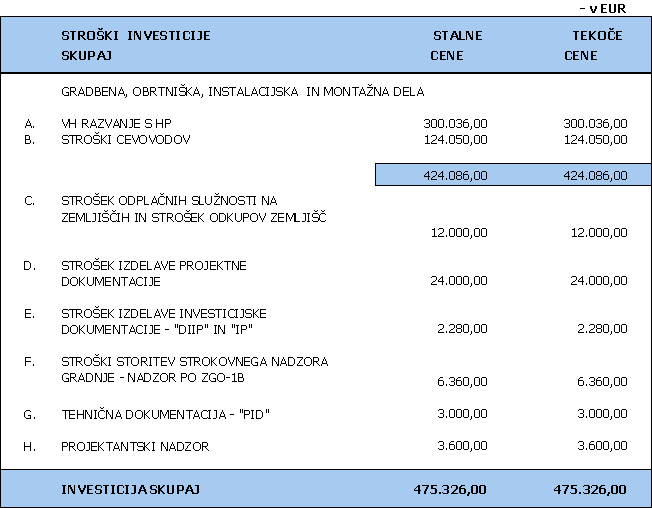 - v EUR
STROŠKI INVESTICIJE STALNE TEKOČE
SKUPAJ CENE CENE
GRADBENA, OBRTNIŠKA, INSTALACIJSKA IN MONTAŽNA DELA
A. VH RAZVANJE S HP 300.036,00 300.036,00
B. STROŠKI CEVOVODOV 124.050,00 124.050,00
424.086,00 424.086,00
C. STROŠEK ODPLAČNIH SLUŽNOSTI NA
ZEMLJIŠČIH IN STROŠEK ODKUPOV ZEMLJIŠČ
12.000,00 12.000,00
D. STROŠEK IZDELAVE PROJEKTNE
DOKUMENTACIJE 24.000,00 24.000,00
E. STROŠEK IZDELAVE INVESTICIJSKE
DOKUMENTACIJE - "DIIP" IN "IP" 2.280,00 2.280,00
F. STROŠKI STORITEV STROKOVNEGA NADZORA
GRADNJE - NADZOR PO ZGO-1B 6.360,00 6.360,00
G. TEHNIČNA DOKUMENTACIJA - "PID" 3.000,00 3.000,00
H. PROJEKTANTSKI NADZOR 3.600,00 3.600,00
INVESTICIJA SKUPAJ 475.326,00 475.326,00